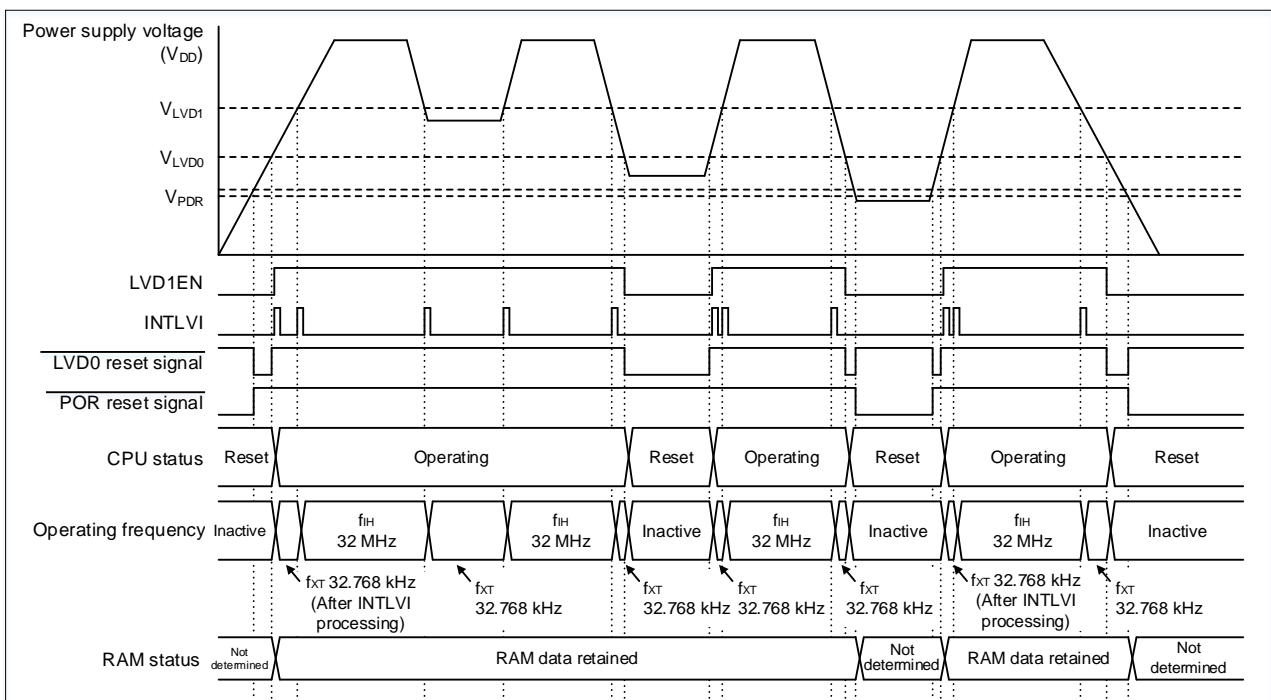 Power supply voltage
(VDD)
VLVD1
VLVD0
VPDR
LVD1EN
INTLVI
LVD0 reset signal
POR reset signal
CPU status
Reset
Operating
Reset
Operating
Reset
Operating
Reset
Operating frequency
Inactive
fIH
32 MHz
fIH
32 MHz
Inactive
fIH
32 MHz
Inactive
fIH
32 MHz
Inactive
fXT 32.768 kHz
(After INTLVI
processing)
fXT
32.768 kHz
fXT
32.768 kHz
fXT
32.768 kHz
fXT
32.768 kHz
fXT 32.768 kHz
(After INTLVI
processing)
fXT
32.768 kHz
RAM status
Not
determined
RAM data retained
Not
determined
RAM data retained
Not
determined